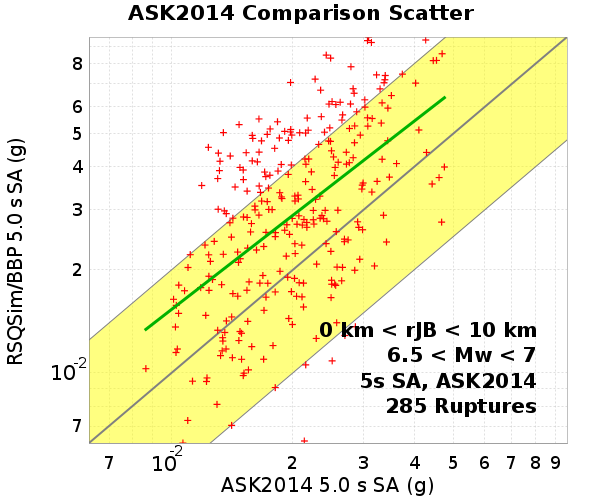 ASK2014 Comparison Scatter
RSQSim/BBP 5.0 s SA (g)
8
6
5
4
3
2
10-2
7
0 km < rJB < 10 km
6.5 < Mw < 7
5s SA, ASK2014
285 Ruptures
7 10-2 2 3 4 5 6 7 8 9
ASK2014 5.0 s SA (g)